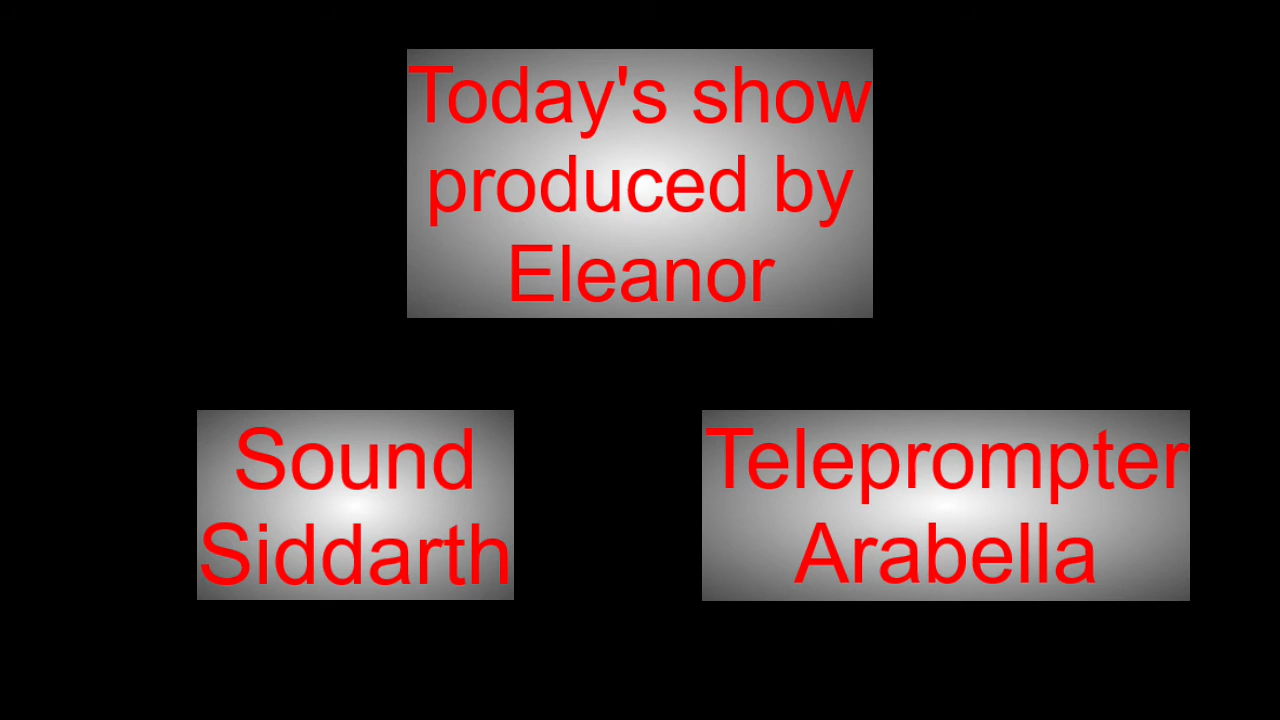 Today's show
produced by
Eleanor
Sound
Siddarth
Teleprompter
Arabella